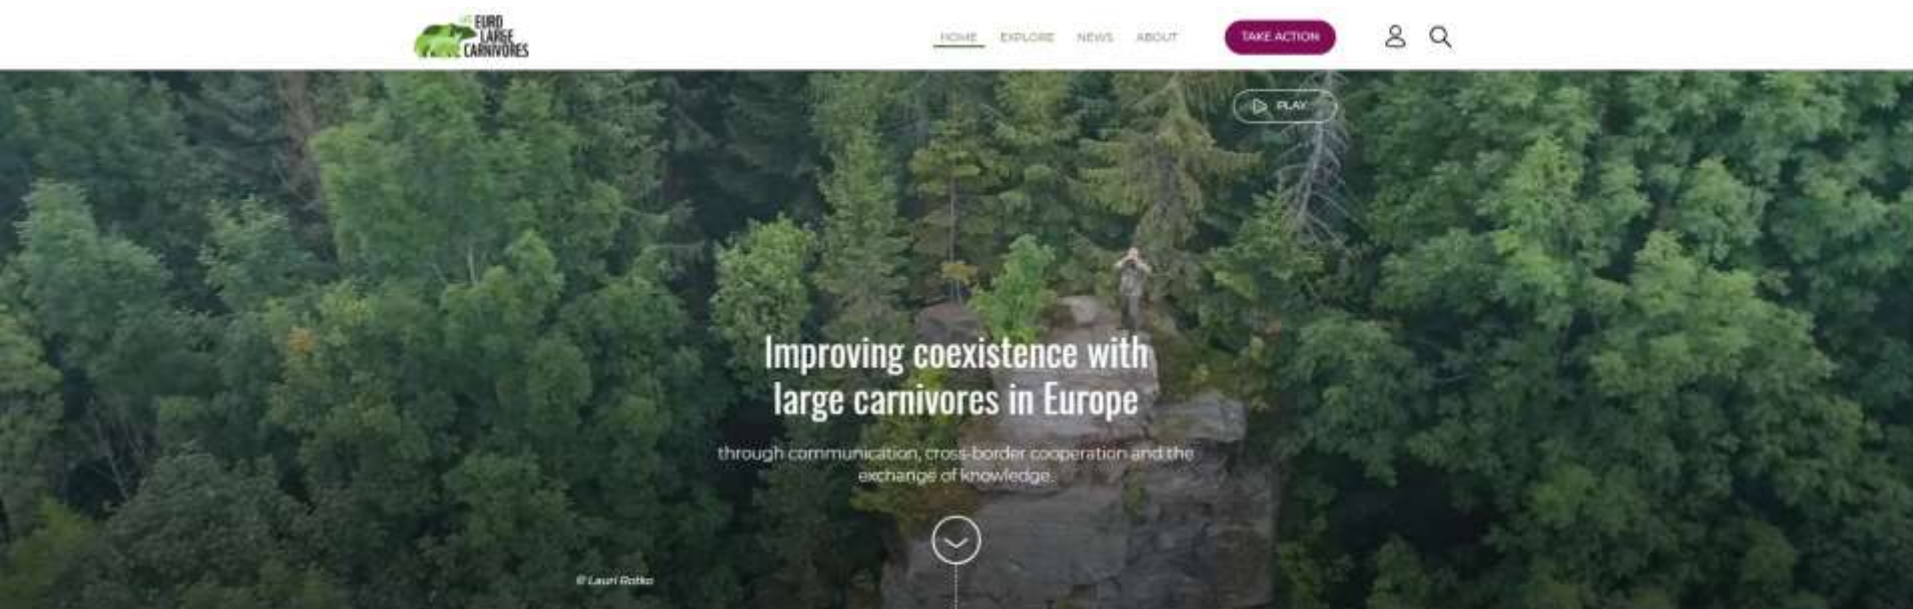 LIFE
EURO
LARGE
CARNIVORES
HOME EXPLORE NEWS ABOUT TAKE ACTION
PLAY
Improving coexistence with
large carnivores in Europe
through communication, cross-border cooperation and the
exchange of knowledge.
© Lauri Rotko